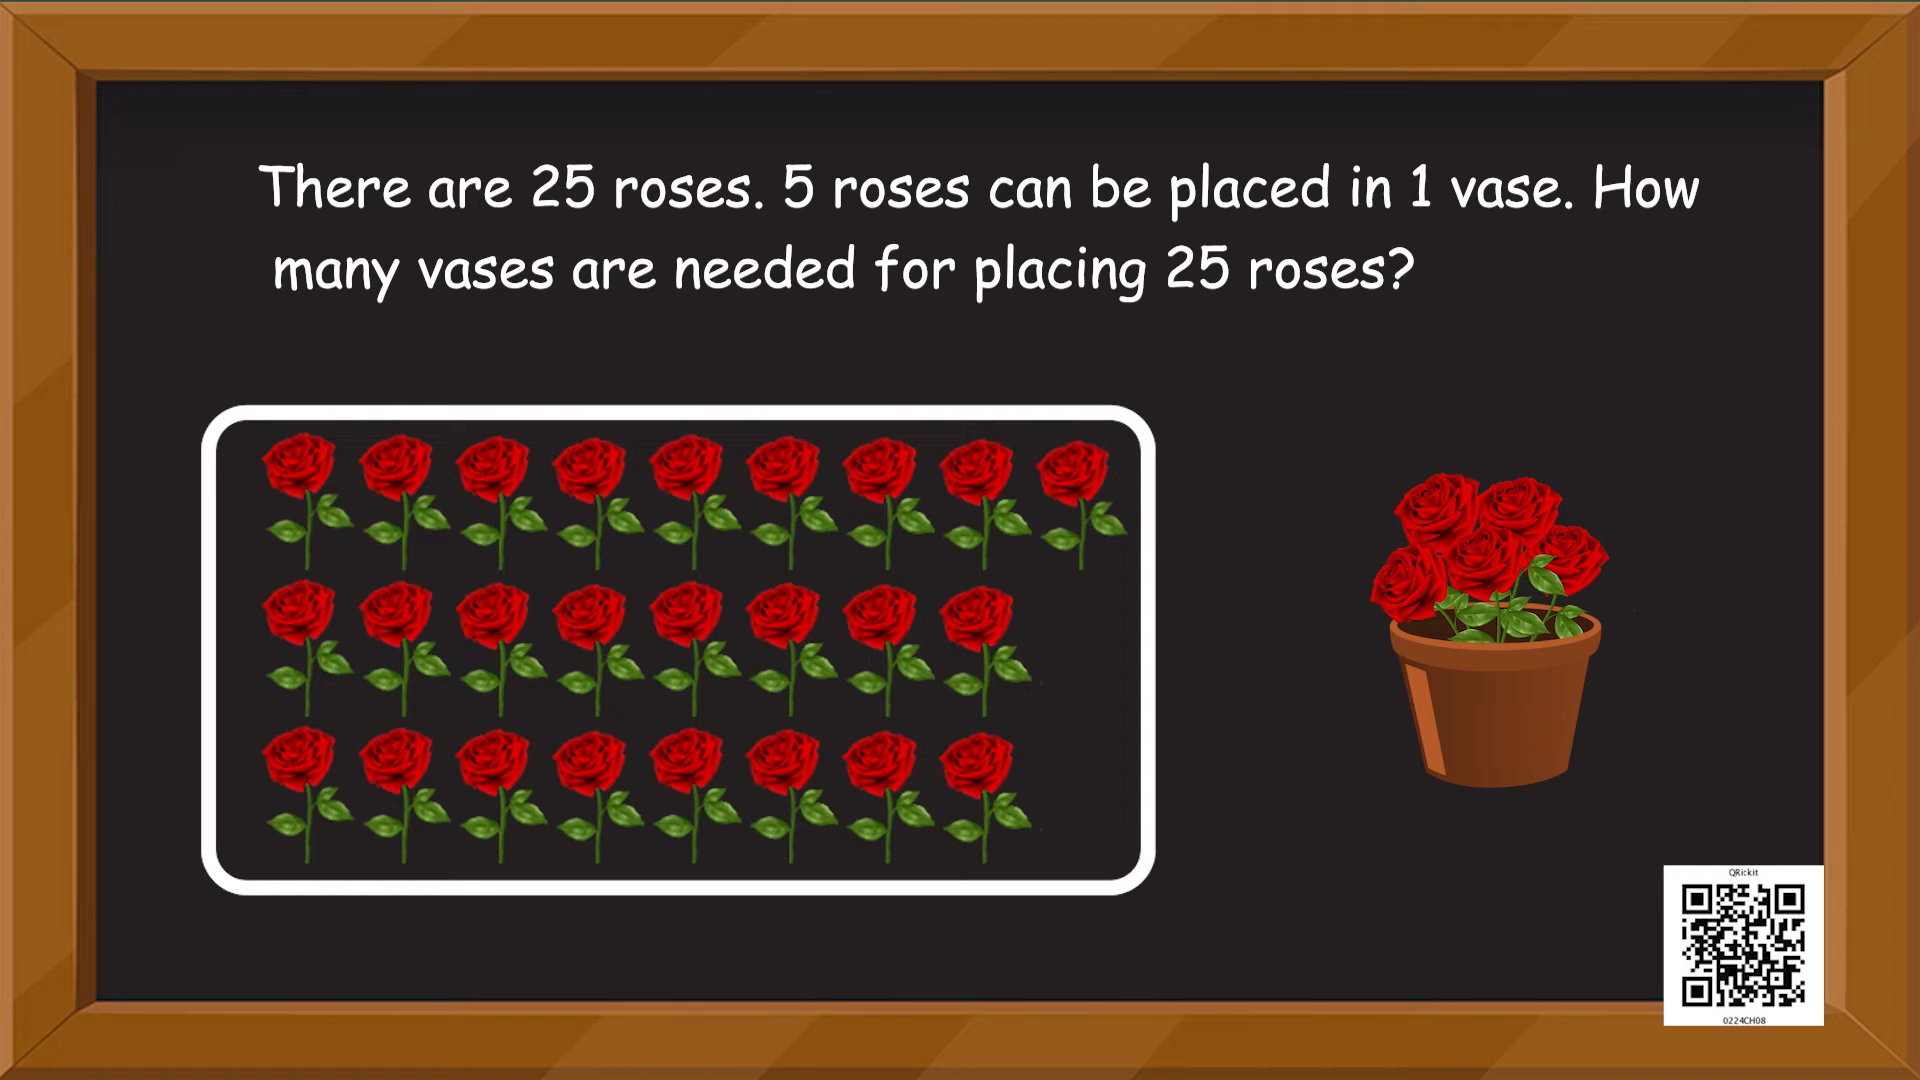 There are 25 roses. 5 roses can be placed in 1 vase. How
many vases are needed for placing 25 roses?
QRickit
0224CH08